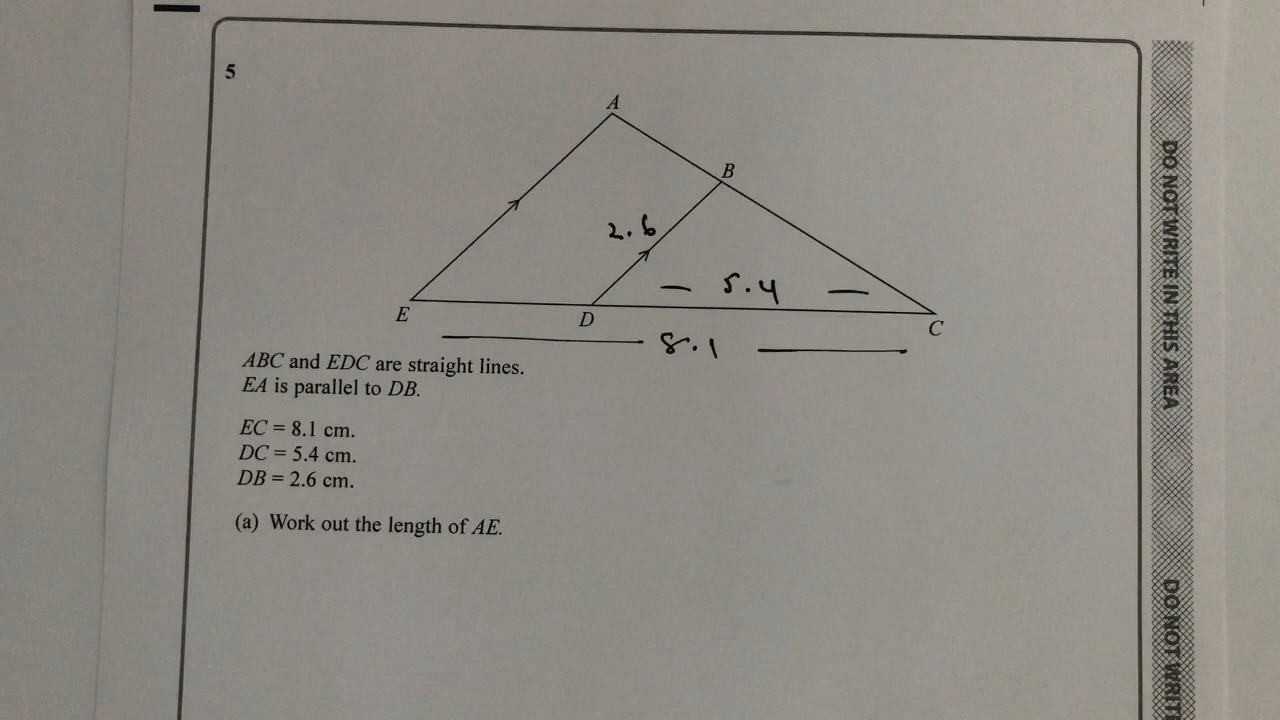 5
A
B
2.6
5.4
E
D
C
8.1
ABC and EDC are straight lines.
EA is parallel to DB.
EC = 8.1 cm.
DC = 5.4 cm.
DB = 2.6 cm.
(a) Work out the length of AE.
DO NOT WRITE IN THIS AREA
DO NOT WRIT